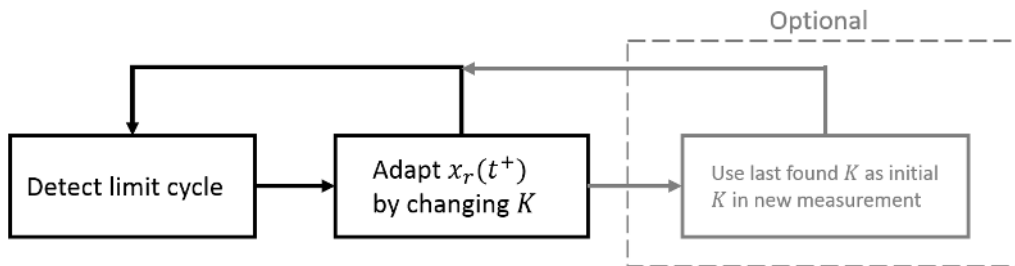 Optional
Detect limit cycle
Adapt $x_r(t^+)$
by changing $K$
Use last found $K$ as initial
$K$ in new measurement